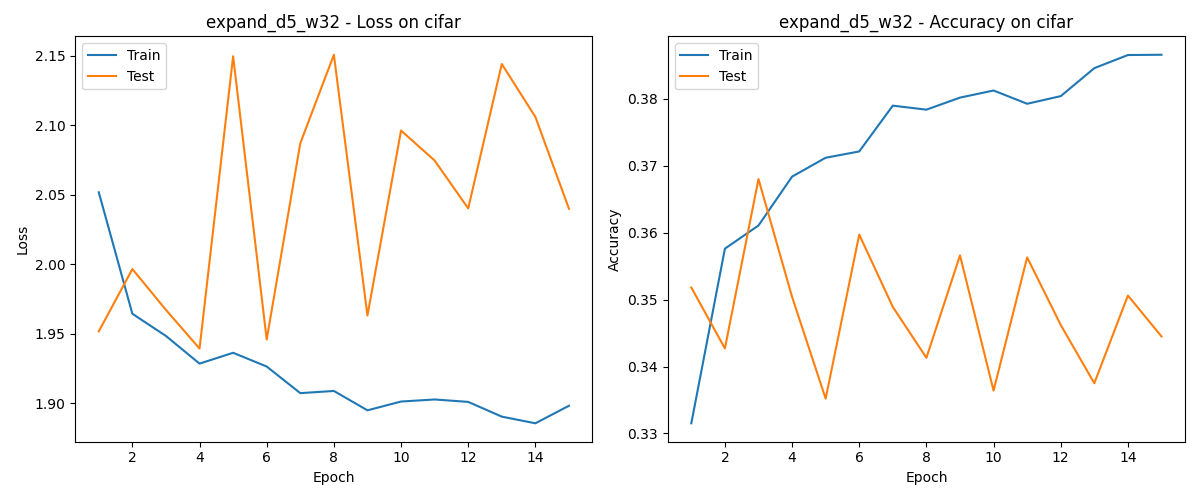 expand_d5_w32 - Loss on cifar
Train
Test
2.15
2.10
2.05
2.00
1.95
1.90
Loss
2
4
6
8
10
12
14
Epoch
expand_d5_w32 - Accuracy on cifar
Train
Test
0.38
0.37
0.36
0.35
0.34
0.33
Accuracy
2
4
6
8
10
12
14
Epoch